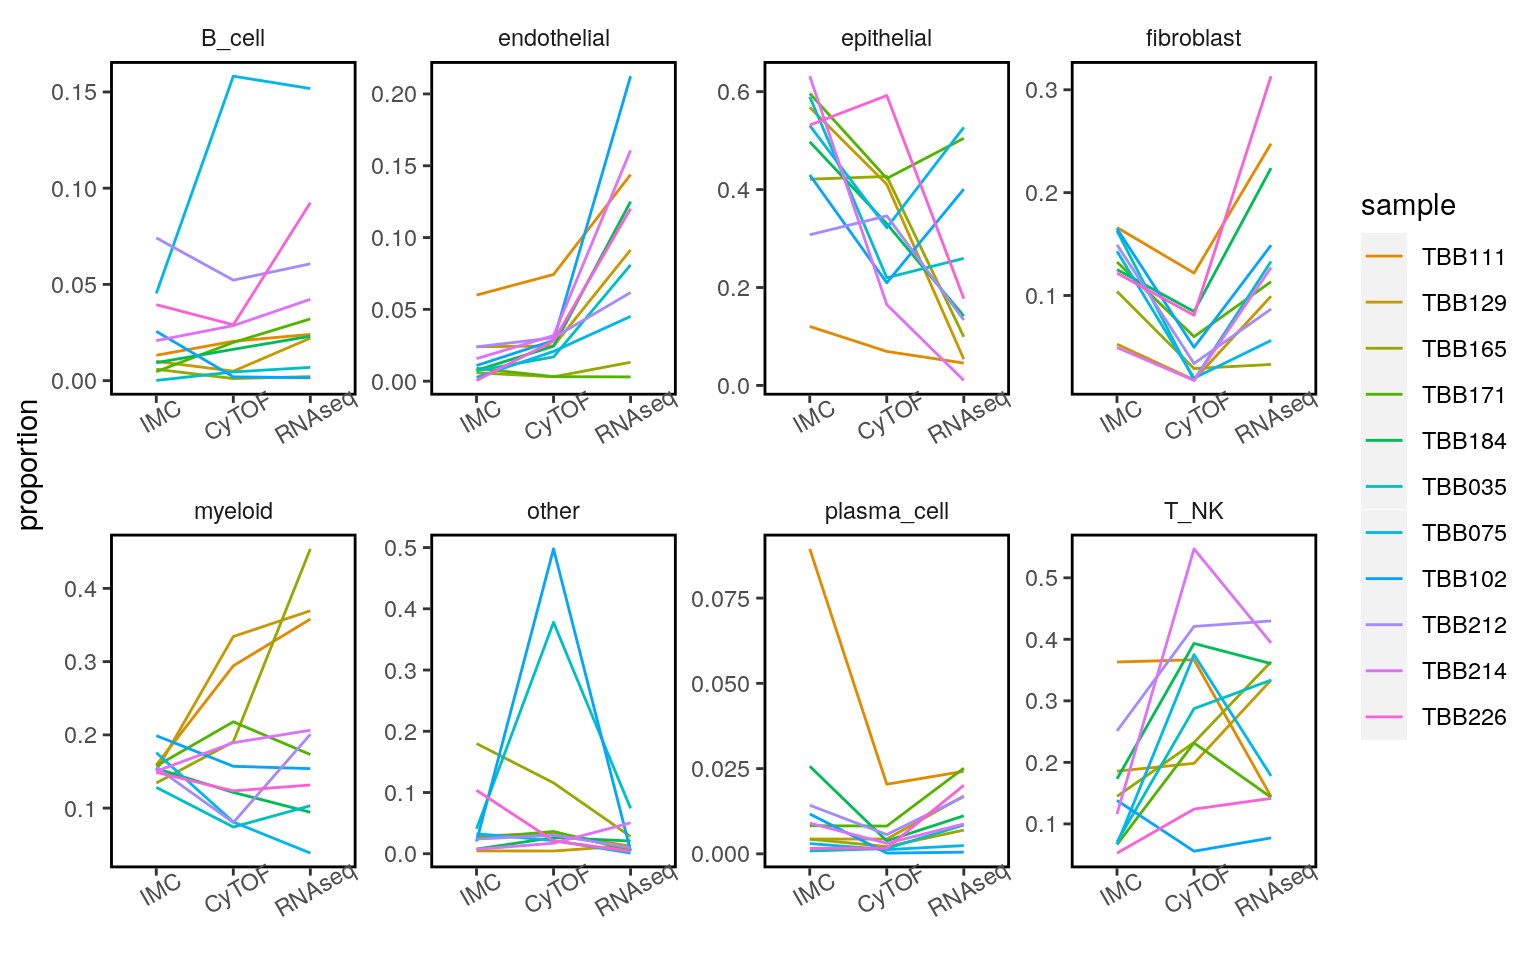 B_cell
endothelial
epithelial
fibroblast
0.15
0.10
0.05
0.00
0.20
0.15
0.10
0.05
0.00
0.6
0.4
0.2
0.0
0.3
0.2
0.1
IMC
CyTOF
RNAseq
IMC
CyTOF
RNAseq
IMC
CyTOF
RNAseq
IMC
CyTOF
RNAseq
proportion
myeloid
other
plasma_cell
T_NK
0.4
0.3
0.2
0.1
0.5
0.4
0.3
0.2
0.1
0.0
0.075
0.050
0.025
0.000
0.5
0.4
0.3
0.2
0.1
IMC
CyTOF
RNAseq
IMC
CyTOF
RNAseq
IMC
CyTOF
RNAseq
IMC
CyTOF
RNAseq
sample
TBB111
TBB129
TBB165
TBB171
TBB184
TBB035
TBB075
TBB102
TBB212
TBB214
TBB226